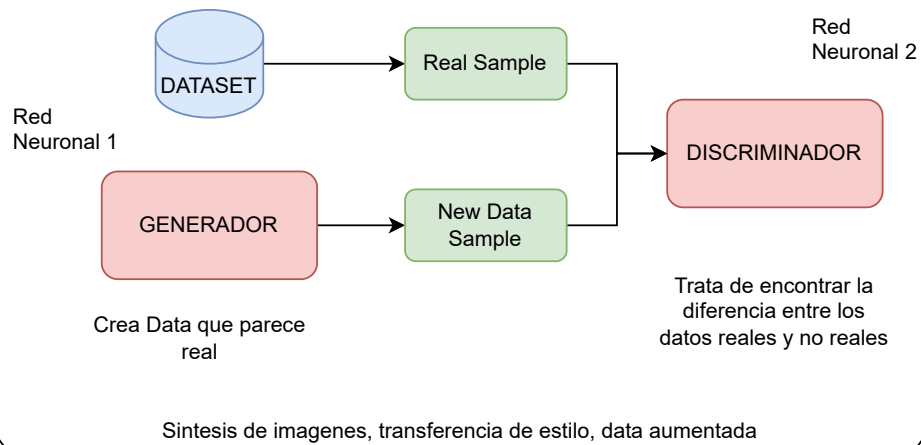 Red
Neuronal 2
DATASET
Real Sample
Red
Neuronal 1
DISCRIMINADOR
GENERADOR
New Data
Sample
Crea Data que parece
real
Trata de encontrar la
diferencia entre los
datos reales y no reales
Sintesis de imagenes, transferencia de estilo, data aumentada